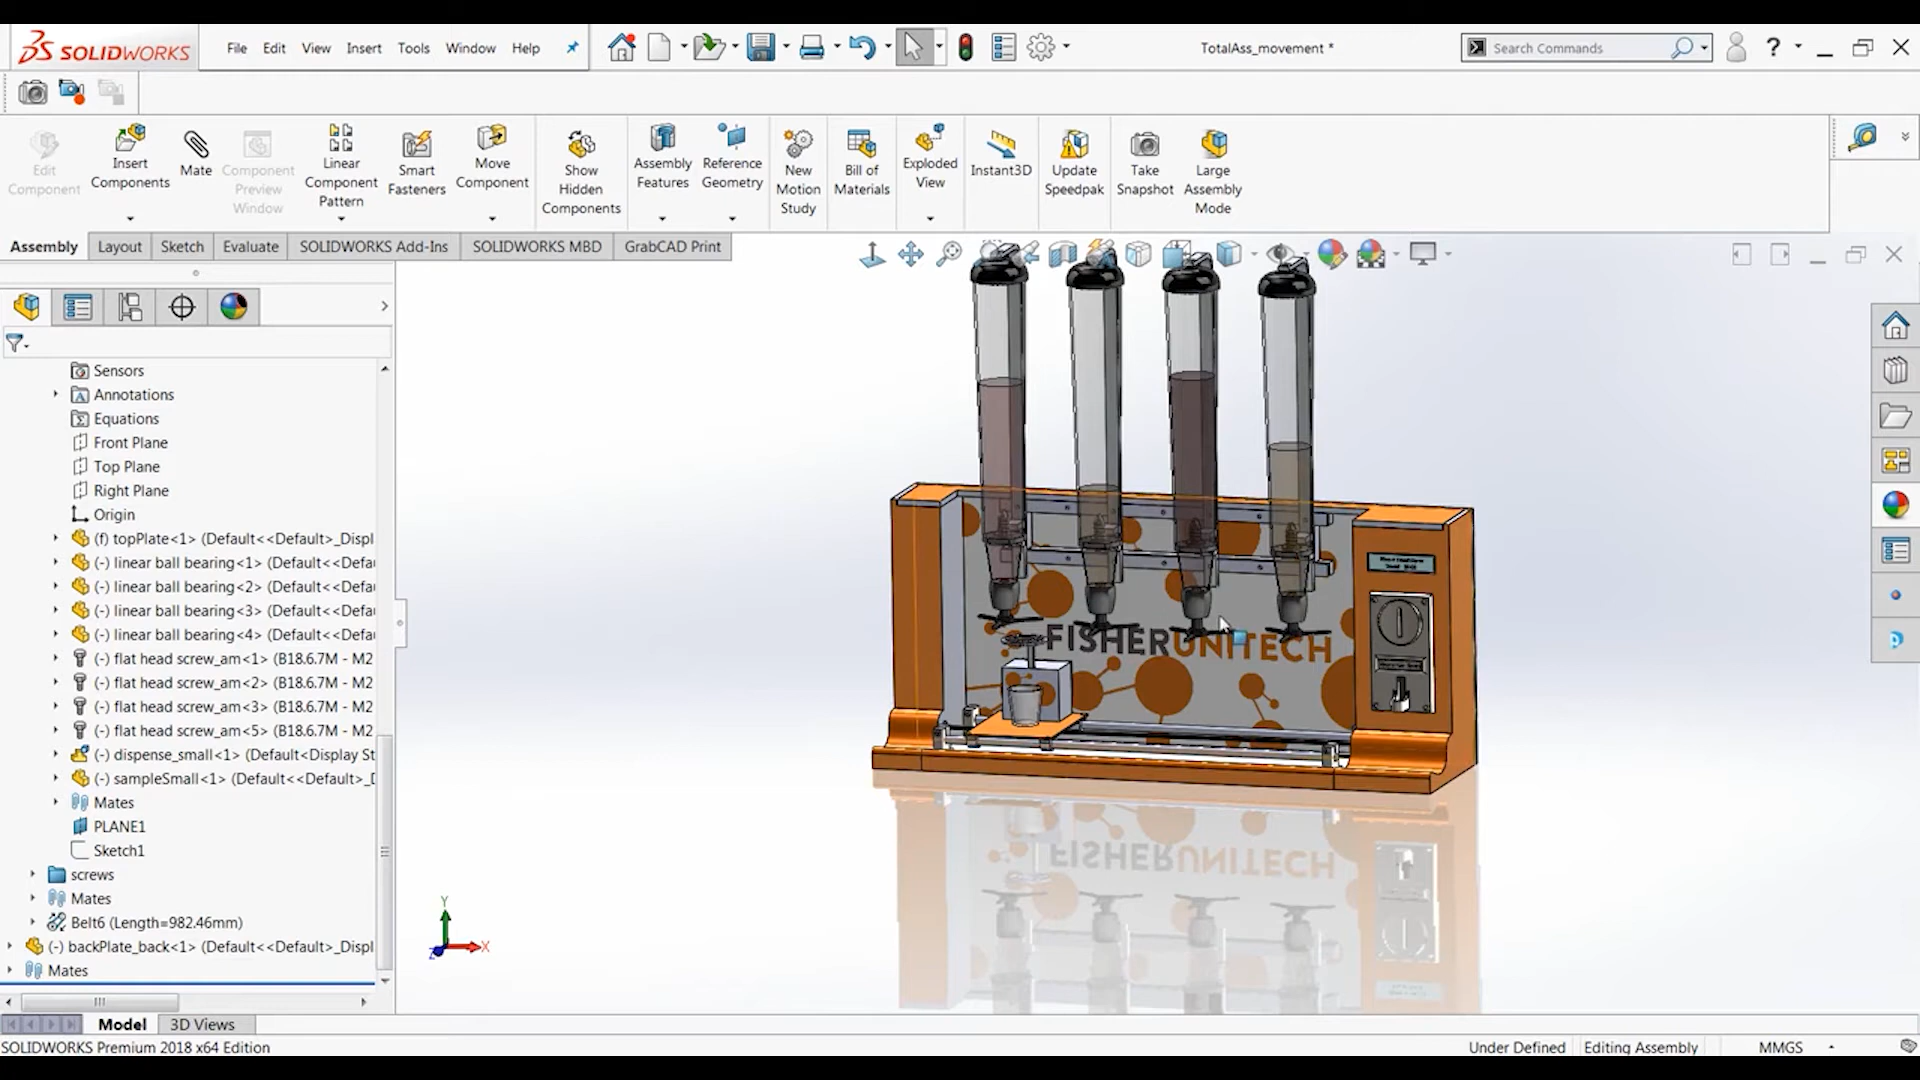 SOLIDWORKS File Edit View Insert Tools Window Help TotalAss_movement * Search Commands ?
Edit Component
Insert Components
Mate
Component Preview Window
Linear Component Pattern
Smart Fasteners
Move Component
Show Hidden Components
Assembly Features
Reference Geometry
New Motion Study
Bill of Materials
Exploded View
Instant3D
Update Speedpak
Take Snapshot
Large Assembly Mode
Assembly Layout Sketch Evaluate SOLIDWORKS Add-Ins SOLIDWORKS MBD GrabCAD Print
Sensors
Annotations
Equations
Front Plane
Top Plane
Right Plane
Origin
(f) topPlate<1> (Default<<Default>_Displ
(-) linear ball bearing<1> (Default<<Defau
(-) linear ball bearing<2> (Default<<Defau
(-) linear ball bearing<3> (Default<<Defau
(-) linear ball bearing<4> (Default<<Defau
(-) flat head screw_am<1> (B18.6.7M - M2
(-) flat head screw_am<2> (B18.6.7M - M2
(-) flat head screw_am<3> (B18.6.7M - M2
(-) flat head screw_am<5> (B18.6.7M - M2
(-) dispense_small<1> (Default<Display St
(-) sampleSmall<1> (Default<<Default>_D
Mates
PLANE1
Sketch1
screws
Mates
Belt6 (Length=982.46mm)
(-) backPlate_back<1> (Default<<Default>_Displ
Mates
FISHERUNITECH
Y
X
Z
Model 3D Views
SOLIDWORKS Premium 2018 x64 Edition Under Defined Editing Assembly MMGS